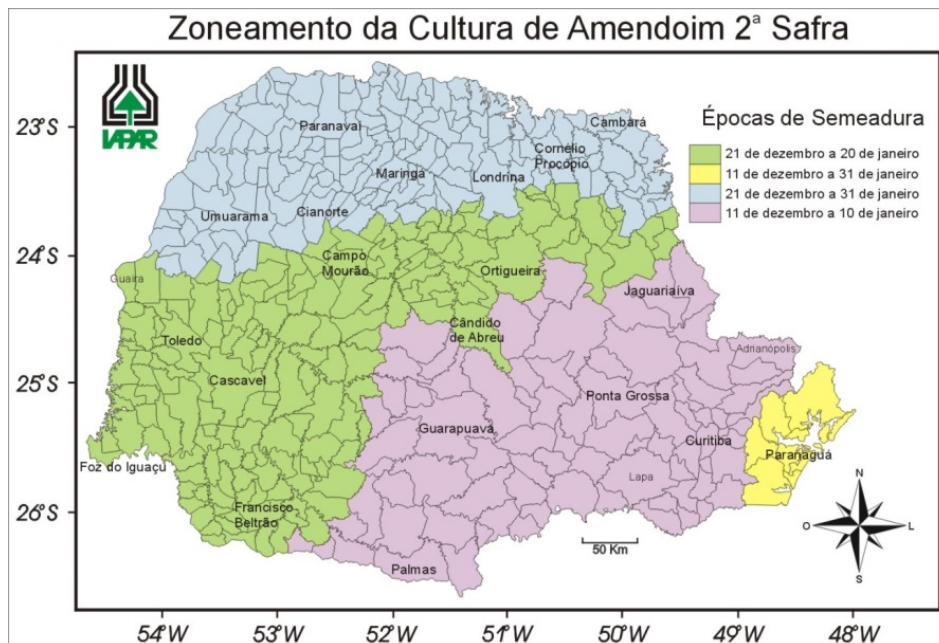 Zoneamento da Cultura de Amendoim 2ª Safra
IAPAR
Épocas de Semeadura
21 de dezembro a 20 de janeiro
11 de dezembro a 31 de janeiro
21 de dezembro a 31 de janeiro
11 de dezembro a 10 de janeiro
23°S
24°S
25°S
26°S
Paranavaí
Cambará
Cornélio
Procópio
Maringá
Londrina
Umuarama
Cianorte
Campo
Mourão
Guaíra
Ortigueira
Jaguariaíva
Cândido
de Abreu
Toledo
Adrianópolis
Cascavel
Ponta Grossa
Guarapuava
Curitiba
Paranaguá
Foz do Iguaçu
Lapa
Francisco
Beltrão
Palmas
50 Km
N
O
L
S
54°W
53°W
52°W
51°W
50°W
49°W
48°W